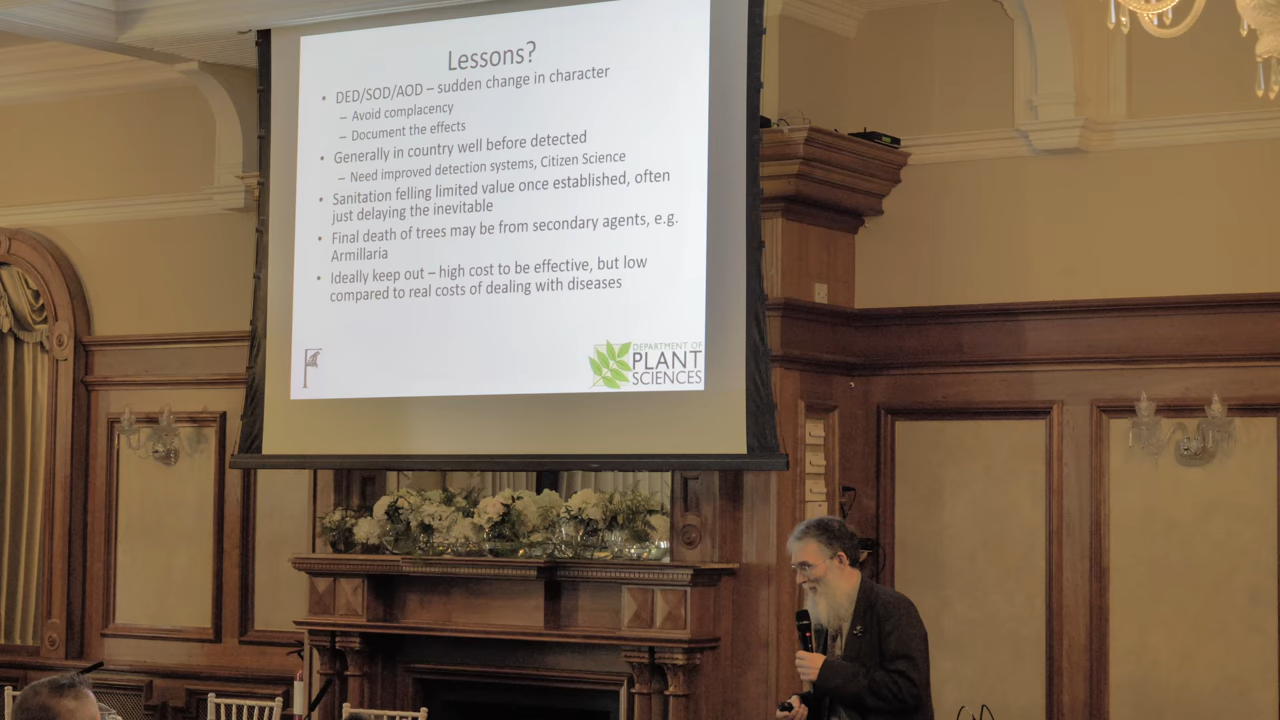 Lessons?
• DED/SOD/AOD – sudden change in character
– Avoid complacency
– Document the effects
• Generally in country well before detected
– Need improved detection systems, Citizen Science
• Sanitation felling limited value once established, often
just delaying the inevitable
• Final death of trees may be from secondary agents, e.g.
Armillaria
• Ideally keep out – high cost to be effective, but low
compared to real costs of dealing with diseases
DEPARTMENT OF
PLANT
SCIENCES